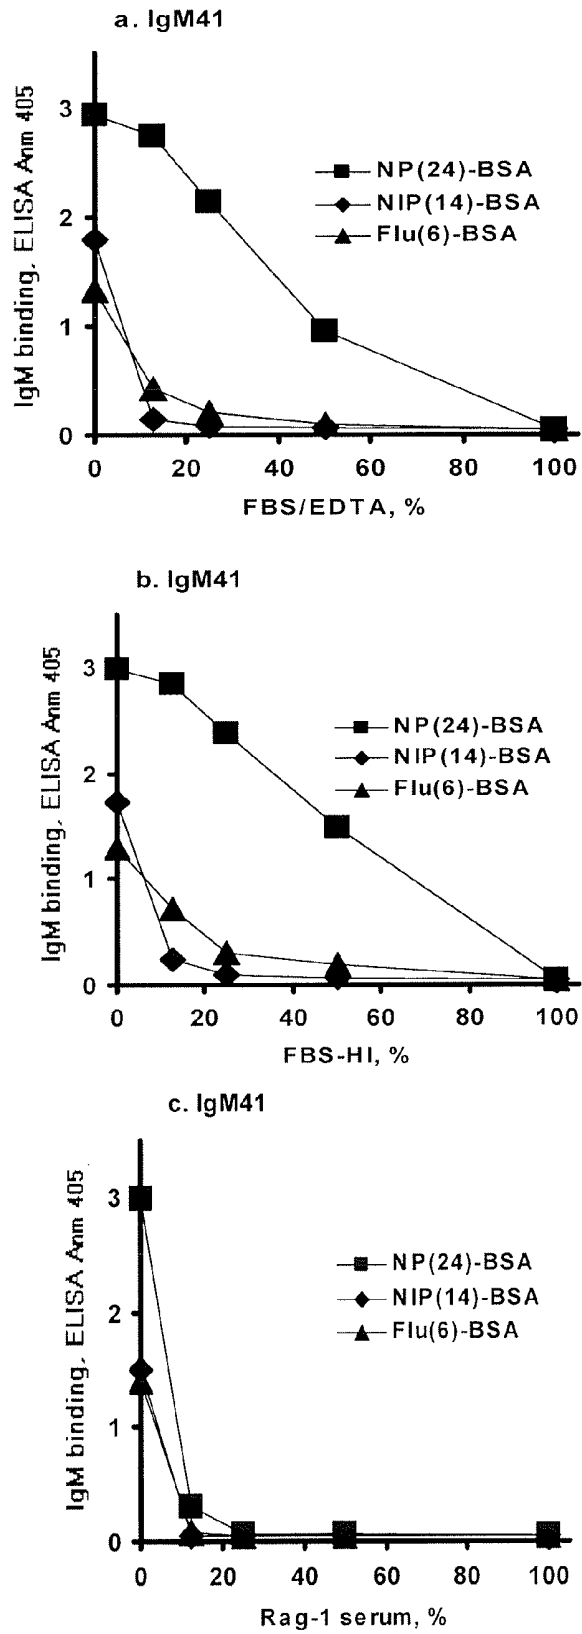 a. IgM41
IgM binding, ELISA Anm 405
3
2
1
0
NP(24)-BSA
NIP(14)-BSA
Flu(6)-BSA
0 20 40 60 80 100
FBS/EDTA, %
b. IgM41
IgM binding, ELISA Anm 405
3
2
1
0
NP(24)-BSA
NIP(14)-BSA
Flu(6)-BSA
0 20 40 60 80 100
FBS-HI, %
c. IgM41
IgM binding, ELISA Anm 405
3
2
1
0
NP(24)-BSA
NIP(14)-BSA
Flu(6)-BSA
0 20 40 60 80 100
Rag-1 serum, %